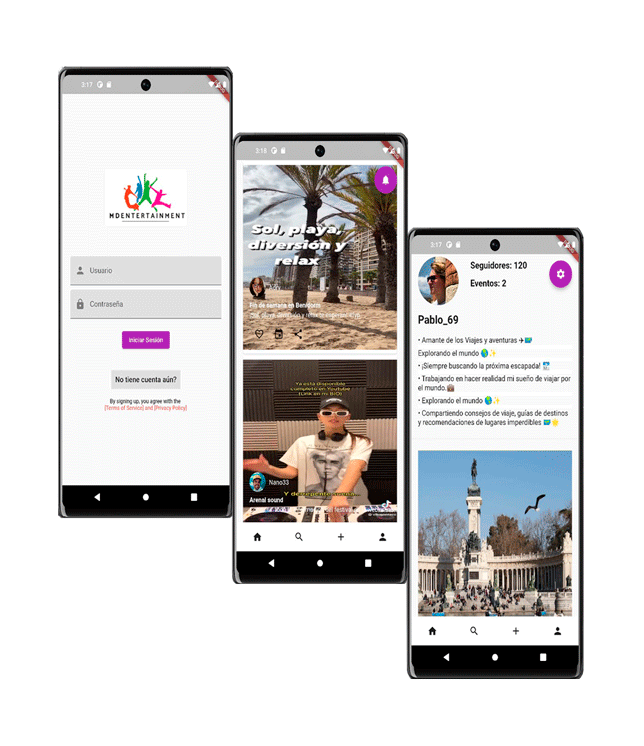 3:17
MDENTERTAINMENT
Usuario
Contraseña
Iniciar Sesión
No tiene cuenta aún?
By signing up, you agree with the
[Terms of Service] and [Privacy Policy]
3:18
Sol, playa,
diversión y
relax
Fin de semana en Benidorm
Ya está disponible
completo en Youtube
(Link en mi BIO)
Nano33
Arenal sound
3:17
Seguidores: 120
Eventos: 2
Pablo_69
• Amante de los Viajes y aventuras ✈
Explorando el mundo 🌎✨
• ¡Siempre buscando la próxima escapada!
• Trabajando en hacer realidad mi sueño de viajar por
el mundo.💼
• Explorando el mundo 🌎✨
• Compartiendo consejos de viaje, guías de destinos
y recomendaciones de lugares imperdibles